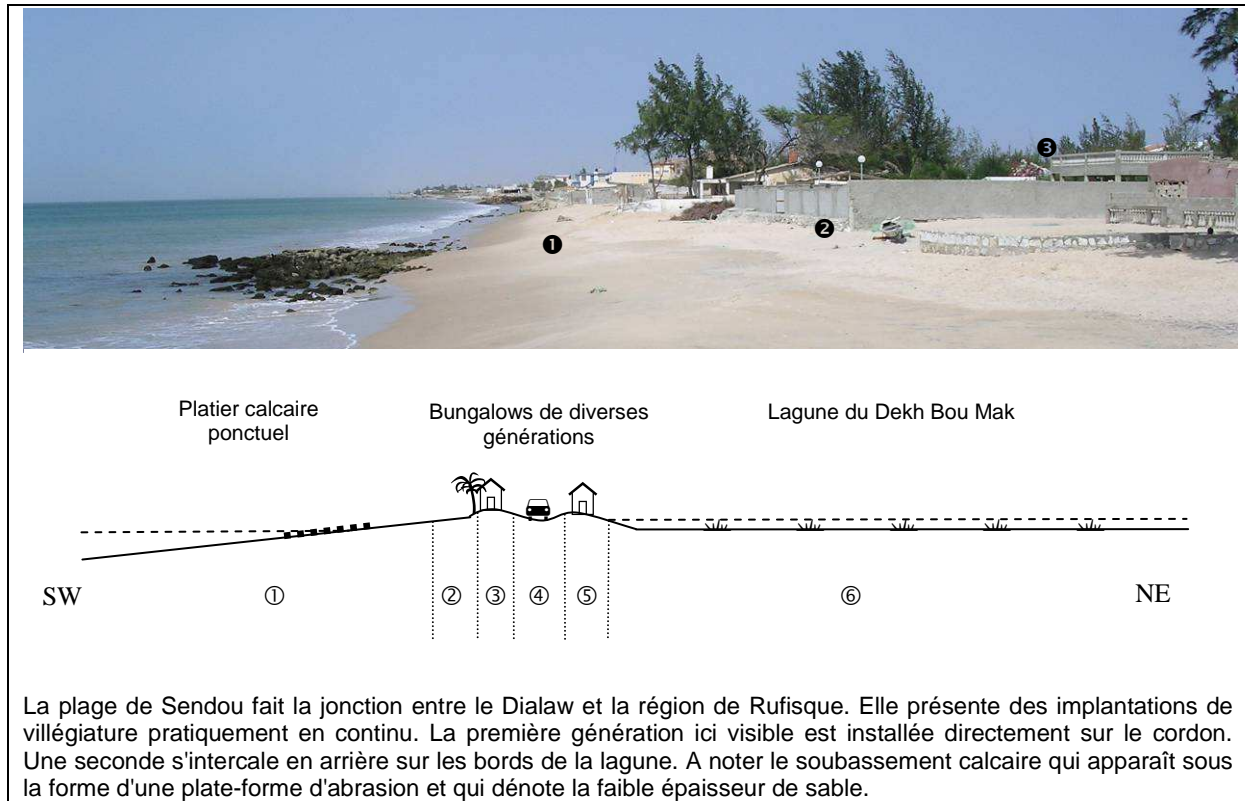 ❶
❷
❸
Platier calcaire
ponctuel
Bungalows de diverses
générations
Lagune du Dekh Bou Mak
SW ① ② ③ ④ ⑤ ⑥ NE
La plage de Sendou fait la jonction entre le Dialaw et la région de Rufisque. Elle présente des implantations de
villégiature pratiquement en continu. La première génération ici visible est installée directement sur le cordon.
Une seconde s'intercale en arrière sur les bords de la lagune. A noter le soubassement calcaire qui apparaît sous
la forme d'une plate-forme d'abrasion et qui dénote la faible épaisseur de sable.